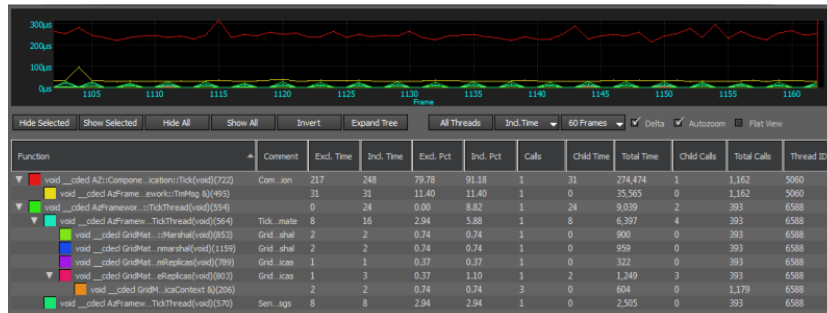 300µs
200µs
100µs
0µs
1105 1110 1115 1120 1125 1130 1135 1140 1145 1150 1155 1160
Frame
Hide Selected Show Selected Hide All Show All Invert Expand Tree All Threads Incl.Time 60 Frames Delta Autozoom Flat View
Function Comment Excl. Time Incl. Time Excl. Pct Incl. Pct Calls Child Time Total Time Child Calls Total Calls Thread ID
void __cded AZ::Compone...ication::Tick(void)(722) Com...ion 217 248 79.78 91.18 1 31 274,474 1 1,162 5060
void __cded AzFrame...ework::TmMsg &)(495) 31 31 11.40 11.40 1 0 35,565 0 1,162 5060
void __cded AzFramewor...::TickThread(void)(554) 0 24 0.00 8.82 1 24 9,039 2 393 6588
void __cded AzFramew...TickThread(void)(564) Tick...mate 8 16 2.94 5.88 1 8 6,397 4 393 6588
void __cded GridMat...::Marshal(void)(853) Grid...shal 2 2 0.74 0.74 1 0 900 0 393 6588
void __cded GridMat...nmarshal(void)(1159) Grid...shal 2 2 0.74 0.74 1 0 959 0 393 6588
void __cded GridMat...mReplicas(void)(789) Grid...icas 1 1 0.37 0.37 1 0 322 0 393 6588
void __cded GridMat...eReplicas(void)(803) Grid...icas 1 3 0.37 1.10 1 2 1,249 3 393 6588
void __cded GridM...icaContext &)(206) 2 2 0.74 0.74 3 0 604 0 1,179 6588
void __cded AzFramew...TickThread(void)(570) Sen...sgs 8 8 2.94 2.94 1 0 2,505 0 393 6588